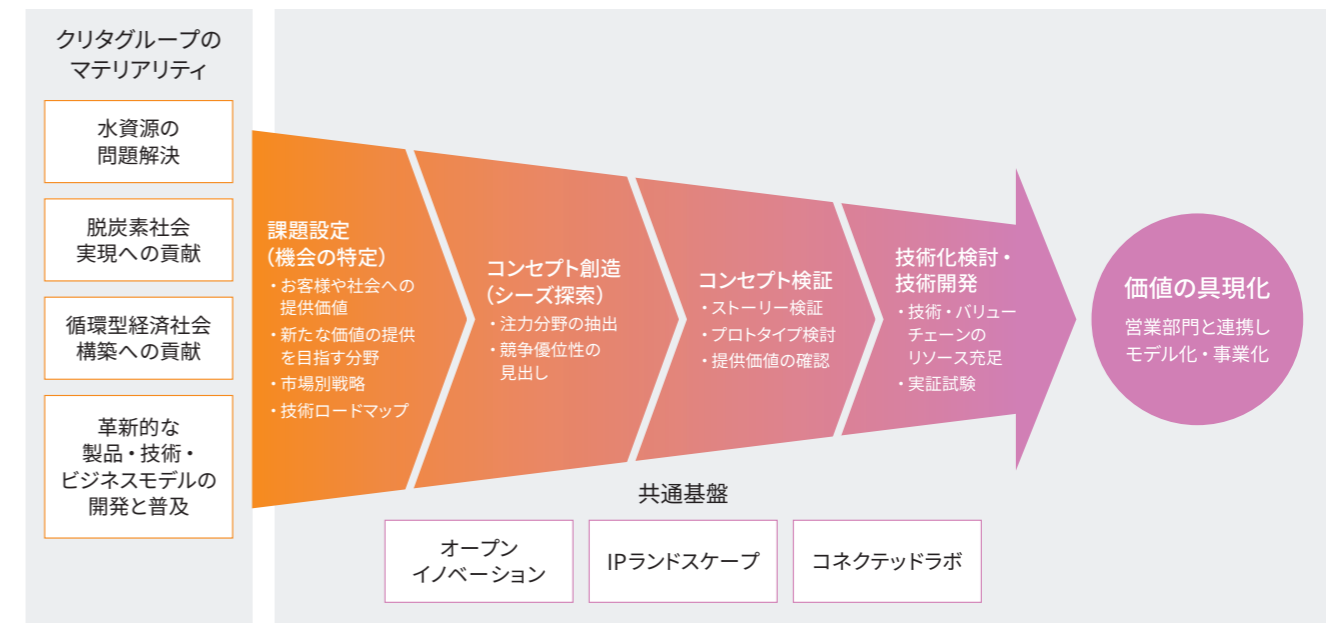 クリタグループの
マテリアリティ
水資源の
問題解決
脱炭素社会
実現への貢献
循環型経済社会
構築への貢献
革新的な
製品・技術・
ビジネスモデルの
開発と普及
課題設定
（機会の特定）
・お客様や社会への
提供価値
・新たな価値の提供
を目指す分野
・市場別戦略
・技術ロードマップ
コンセプト創造
（シーズ探索）
・注力分野の抽出
・競争優位性の
見出し
コンセプト検証
・ストーリー検証
・プロトタイプ検討
・提供価値の確認
技術化検討・
技術開発
・技術・バリュー
チェーンの
リソース充足
・実証試験
価値の具現化
営業部門と連携し
モデル化・事業化
共通基盤
オープン
イノベーション
IPランドスケープ
コネクテッドラボ